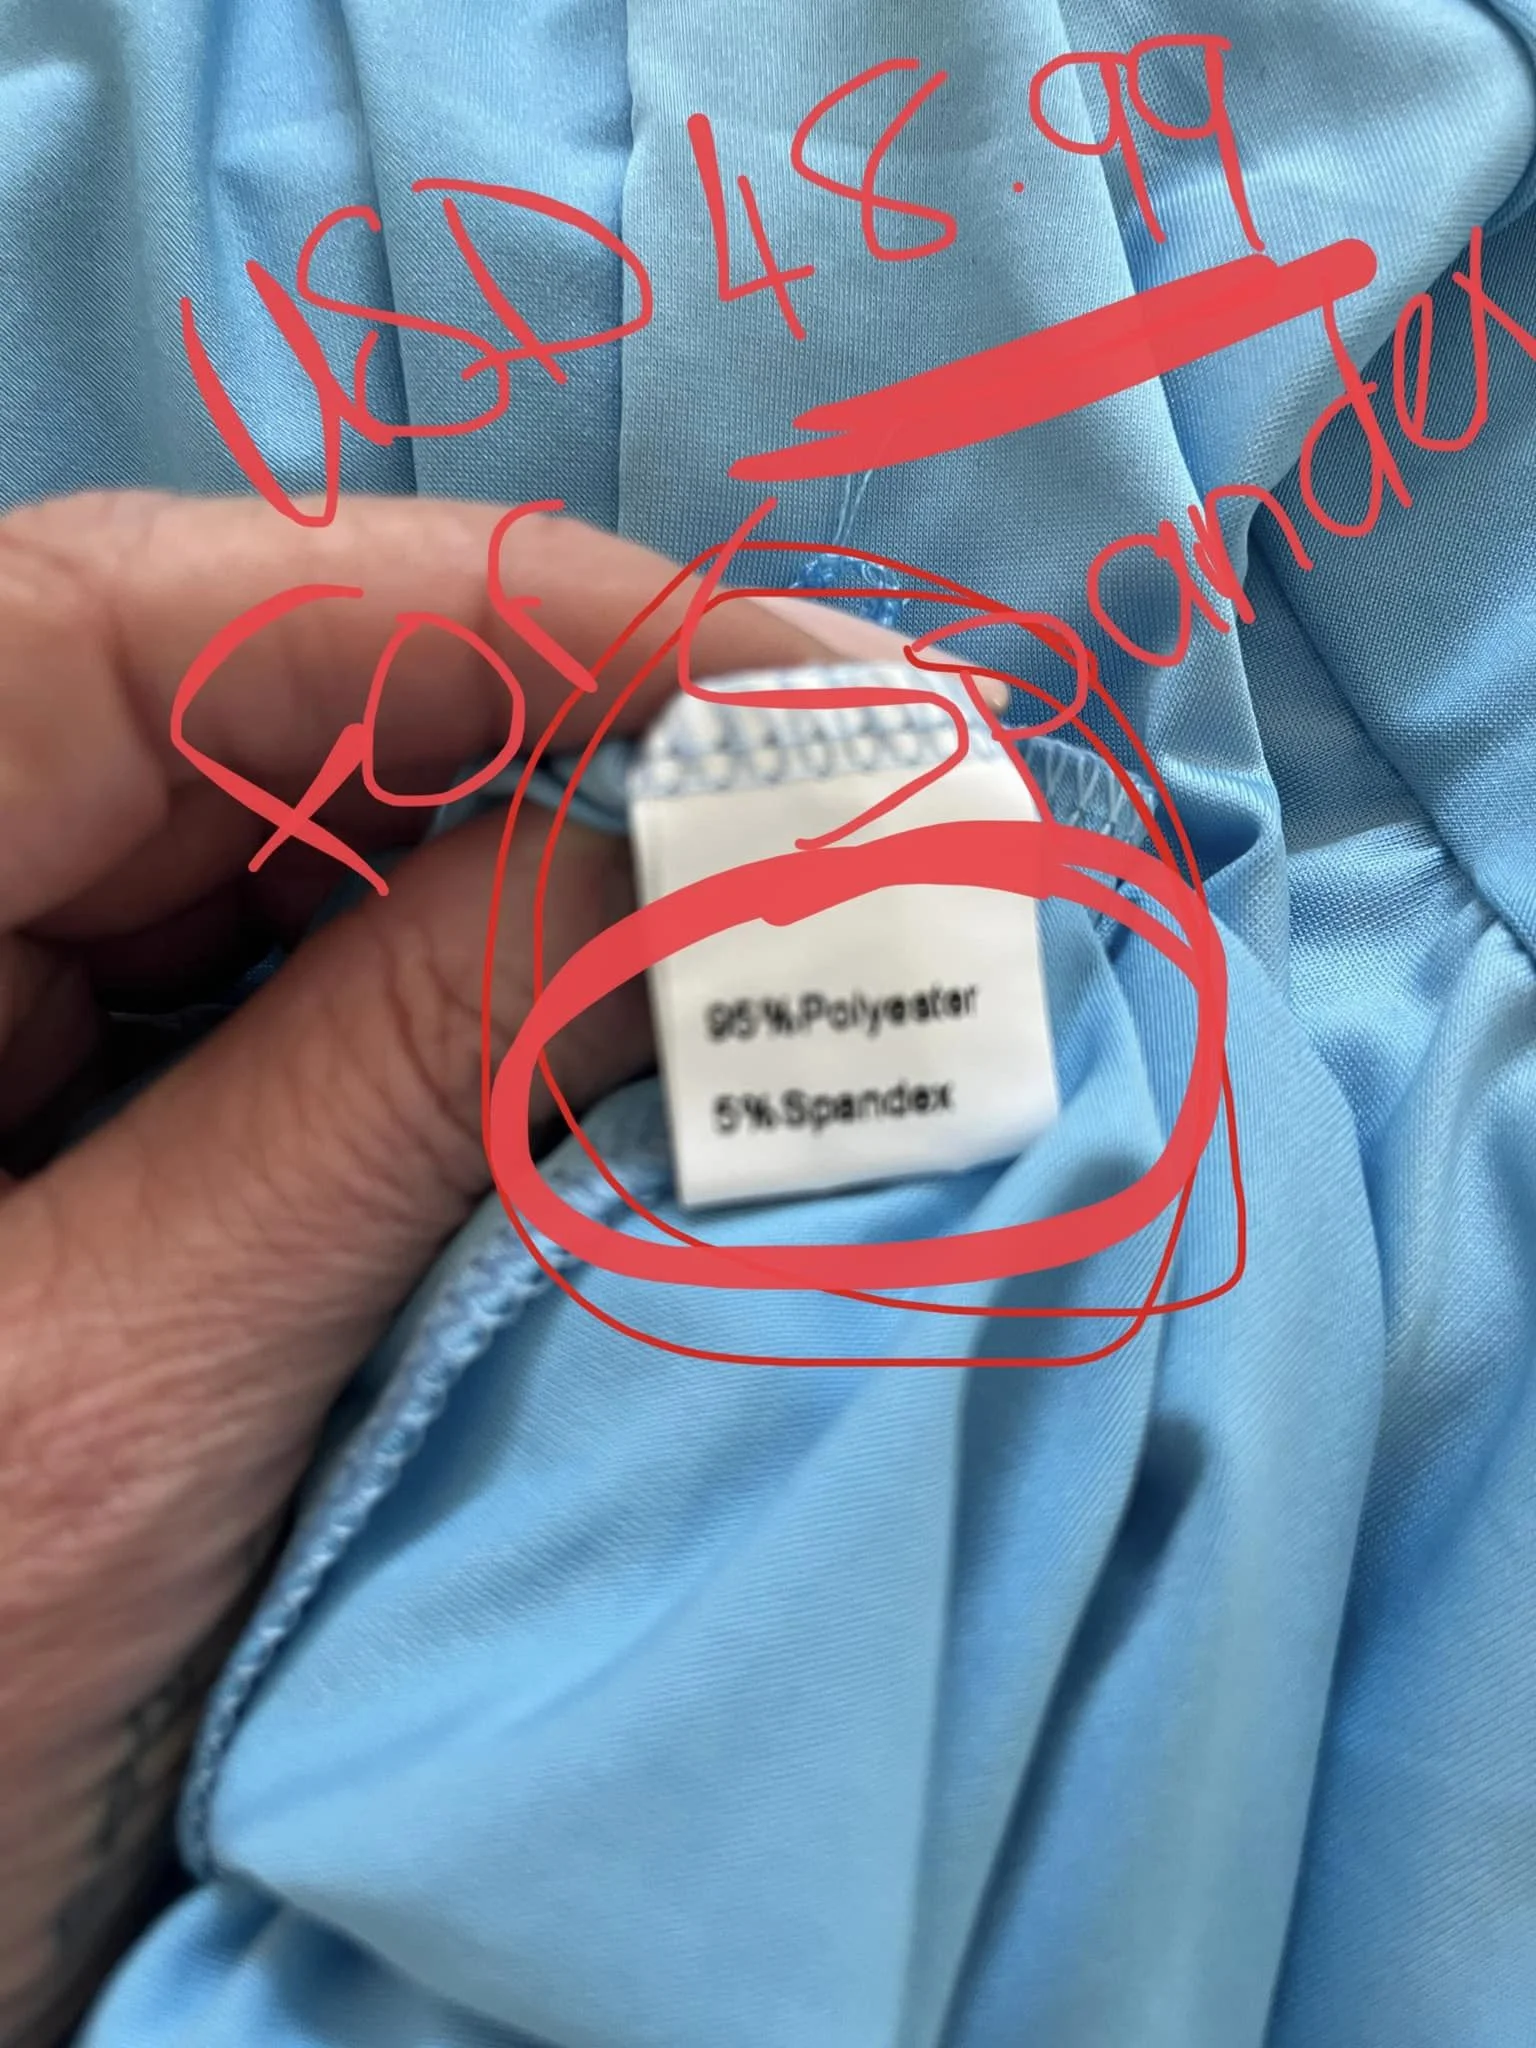 USD 48.99
for Spandex
95%Polyester
5%Spandex